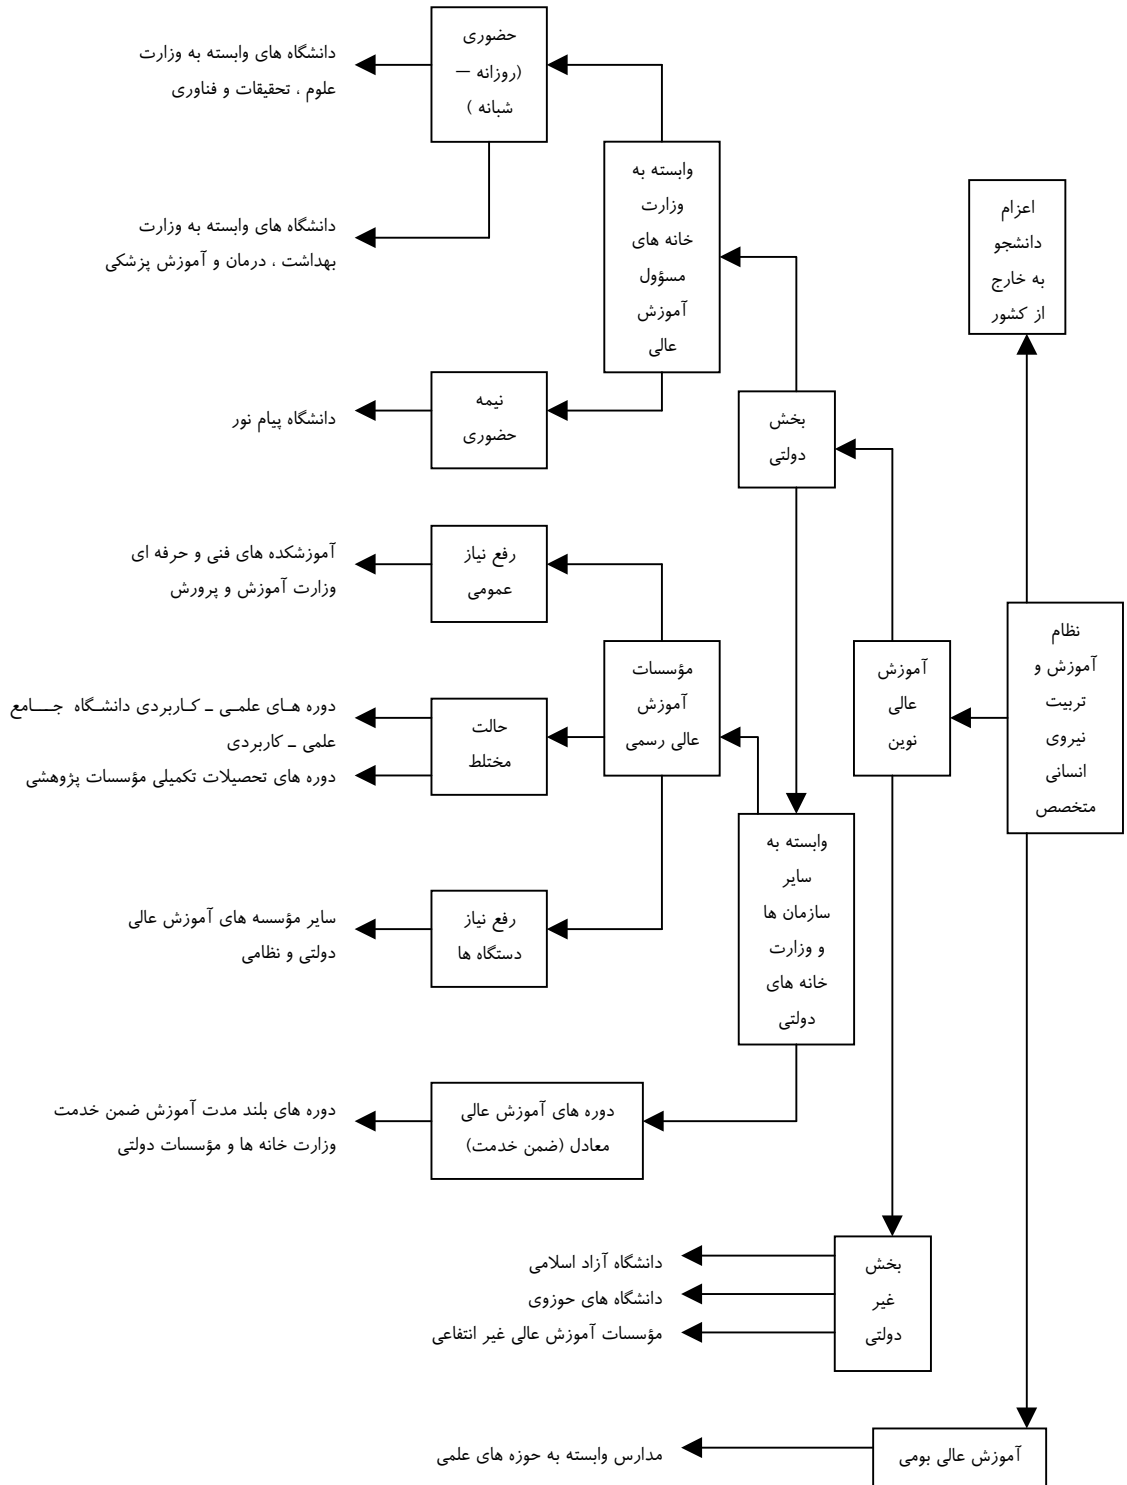 نظام
آموزش و
تربیت
نیروی
انسانی
متخصص
اعزام
دانشجو
به خارج
از کشور
آموزش
عالی
نوین
بخش
دولتی
وابسته به
وزارت
خانه های
مسؤول
آموزش
عالی
حضوری
(روزانه —
شبانه )
دانشگاه های وابسته به وزارت
علوم ، تحقیقات و فناوری
دانشگاه های وابسته به وزارت
بهداشت ، درمان و آموزش پزشکی
نیمه
حضوری
دانشگاه پیام نور
وابسته به
سایر
سازمان ها
و وزارت
خانه های
دولتی
مؤسسات
آموزش
عالی رسمی
رفع نیاز
عمومی
آموزشکده های فنی و حرفه ای
وزارت آموزش و پرورش
حالت
مختلط
دوره هـای علمـی ـ کـاربردی دانشـگاه جـــامع
علمی ـ کاربردی
دوره های تحصیلات تکمیلی مؤسسات پژوهشی
رفع نیاز
دستگاه ها
سایر مؤسسه های آموزش عالی
دولتی و نظامی
دوره های آموزش عالی
معادل (ضمن خدمت)
دوره های بلند مدت آموزش ضمن خدمت
وزارت خانه ها و مؤسسات دولتی
بخش
غیر
دولتی
دانشگاه آزاد اسلامی
دانشگاه های حوزوی
مؤسسات آموزش عالی غیر انتفاعی
آموزش عالی بومی
مدارس وابسته به حوزه های علمی